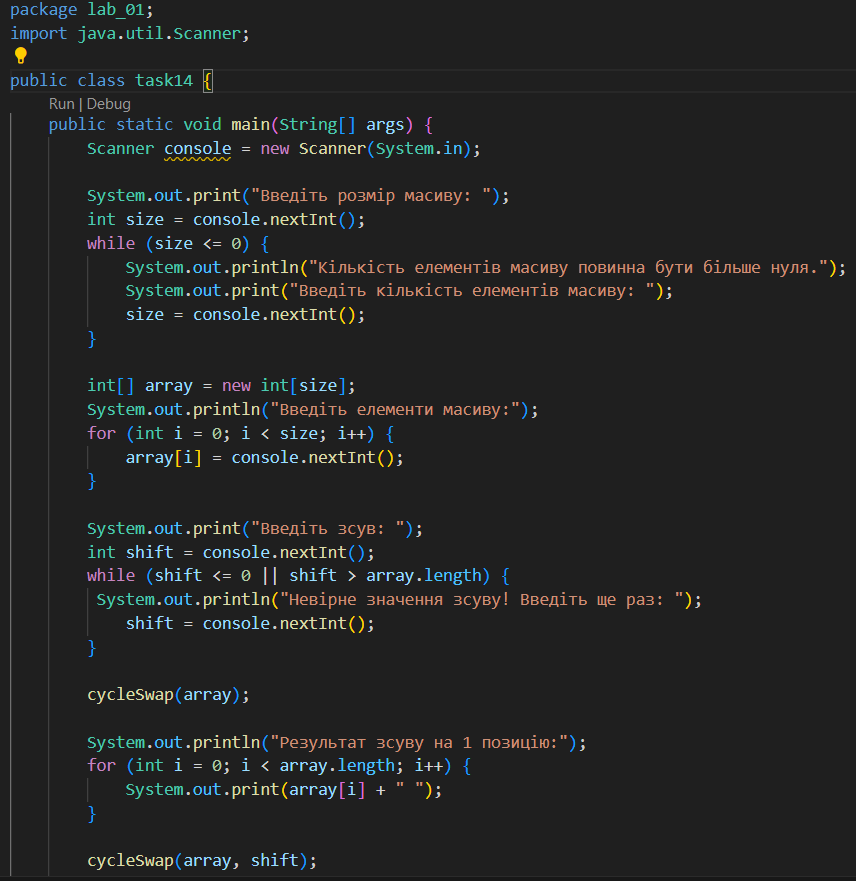 package lab_01;
import java.util.Scanner;
public class task14 {
Run | Debug
public static void main(String[] args) {
Scanner console = new Scanner(System.in);
System.out.print("Введіть розмір масиву: ");
int size = console.nextInt();
while (size <= 0) {
System.out.println("Кількість елементів масиву повинна бути більше нуля.");
System.out.print("Введіть кількість елементів масиву: ");
size = console.nextInt();
}
int[] array = new int[size];
System.out.println("Введіть елементи масиву:");
for (int i = 0; i < size; i++) {
array[i] = console.nextInt();
}
System.out.print("Введіть зсув: ");
int shift = console.nextInt();
while (shift <= 0 || shift > array.length) {
System.out.println("Невірне значення зсуву! Введіть ще раз: ");
shift = console.nextInt();
}
cycleSwap(array);
System.out.println("Результат зсуву на 1 позицію:");
for (int i = 0; i < array.length; i++) {
System.out.print(array[i] + " ");
}
cycleSwap(array, shift);